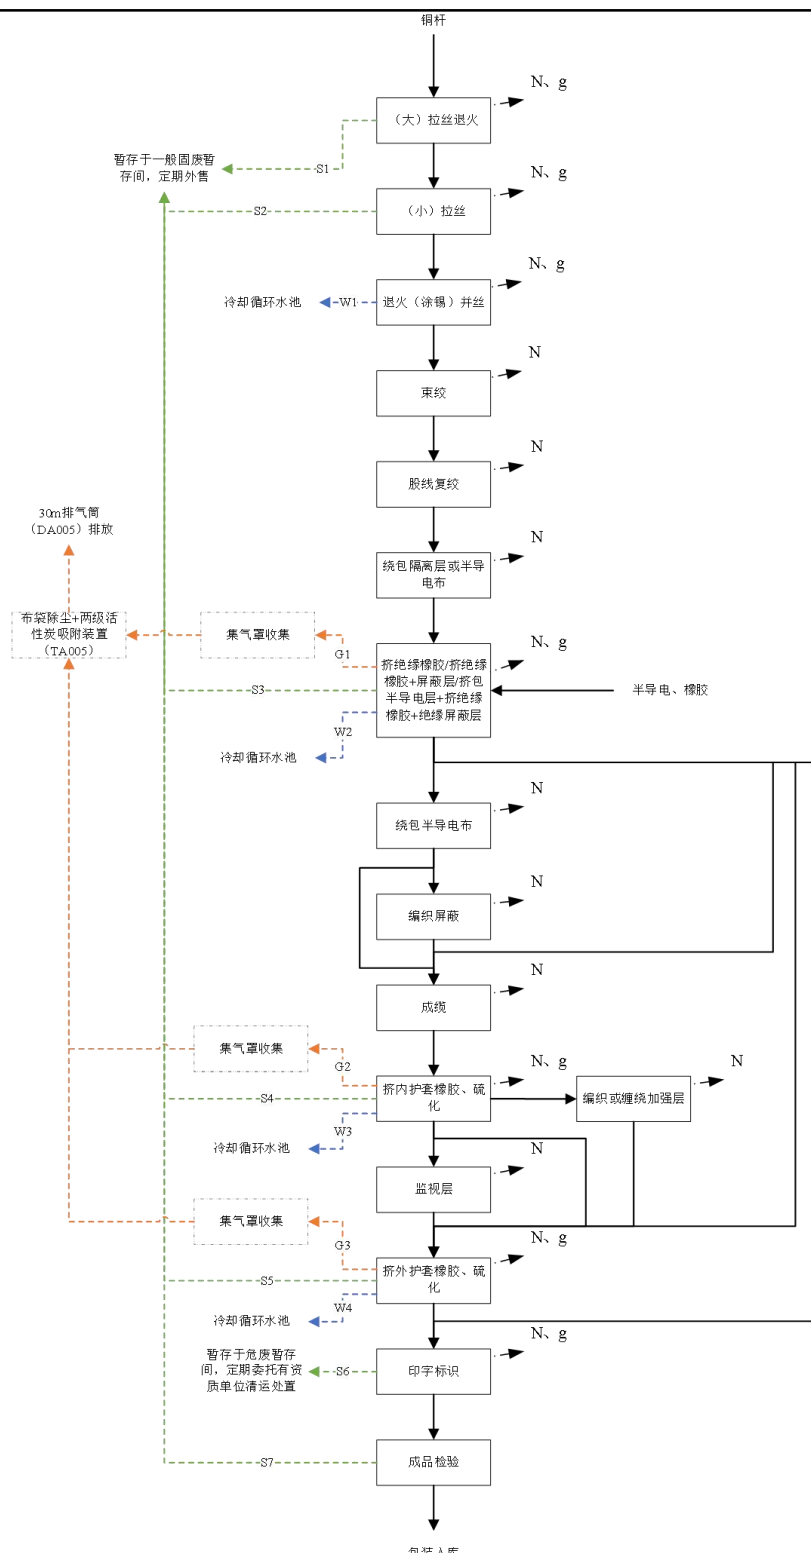 铜杆
N、g
（大）拉丝退火
暂存于一般固废暂
存间，定期外售
S1
N、g
S2
（小）拉丝
N、g
冷却循环水池
W1
退火（涂锡）并丝
N
束绞
N
股线复绞
30m排气筒
（DA005）排放
N
绕包隔离层或半导
电布
布袋除尘+两级活
性炭吸附装置
（TA005）
集气罩收集
G1
N、g
挤绝缘橡胶/挤绝缘
橡胶+屏蔽层/挤包
半导电层+挤绝缘
橡胶+绝缘屏蔽层
S3
半导电、橡胶
W2
冷却循环水池
N
绕包半导电布
N
编织屏蔽
N
成缆
集气罩收集
G2
N、g
N
挤内护套橡胶、硫
化
S4
编织或缠绕加强层
W3
冷却循环水池
N
监视层
集气罩收集
G3
N、g
挤外护套橡胶、硫
化
S5
W4
冷却循环水池
N、g
暂存于危废暂存
间，定期委托有资
质单位清运处置
S6
印字标识
S7
成品检验
包装入库